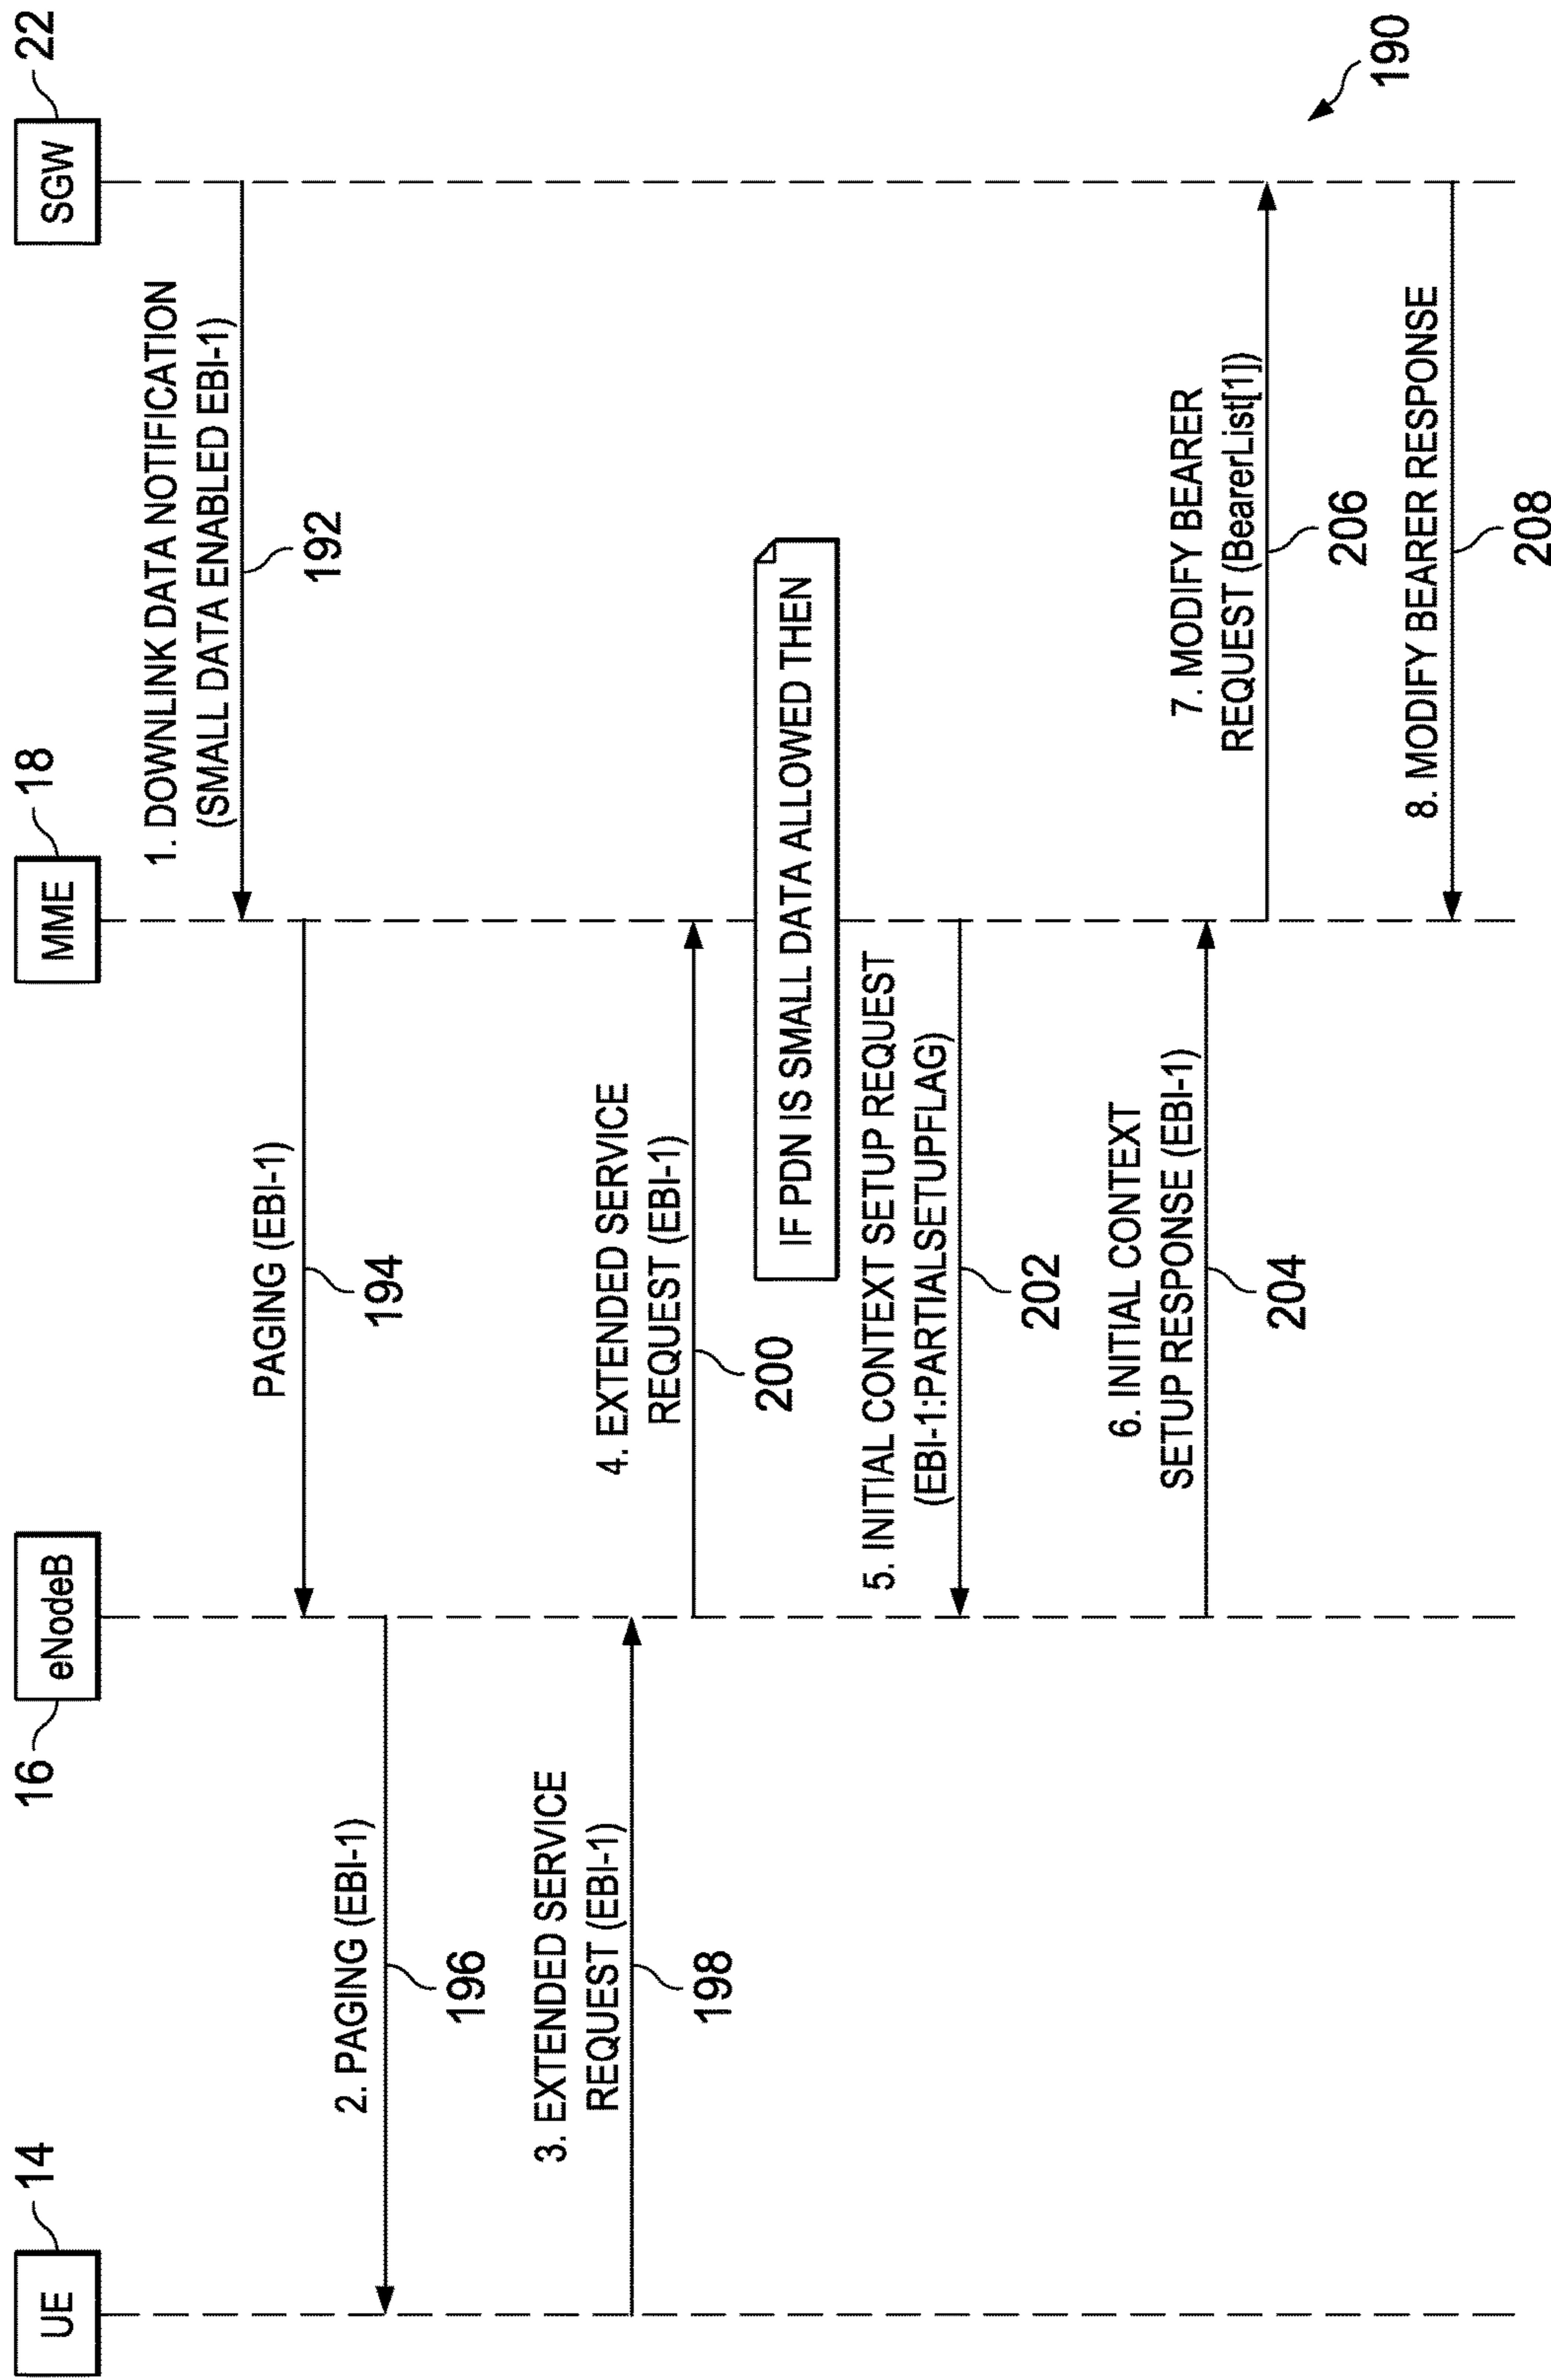 UE
14
eNodeB
16
MME
18
SGW
22
1. DOWNLINK DATA NOTIFICATION
(SMALL DATA ENABLED EBI-1)
192
PAGING (EBI-1)
194
2. PAGING (EBI-1)
196
3. EXTENDED SERVICE
REQUEST (EBI-1)
198
4. EXTENDED SERVICE
REQUEST (EBI-1)
200
IF PDN IS SMALL DATA ALLOWED THEN
5. INITIAL CONTEXT SETUP REQUEST
(EBI-1:PARTIALSETUPFLAG)
202
6. INITIAL CONTEXT
SETUP RESPONSE (EBI-1)
204
7. MODIFY BEARER
REQUEST (BearerList[1])
206
8. MODIFY BEARER RESPONSE
208
190